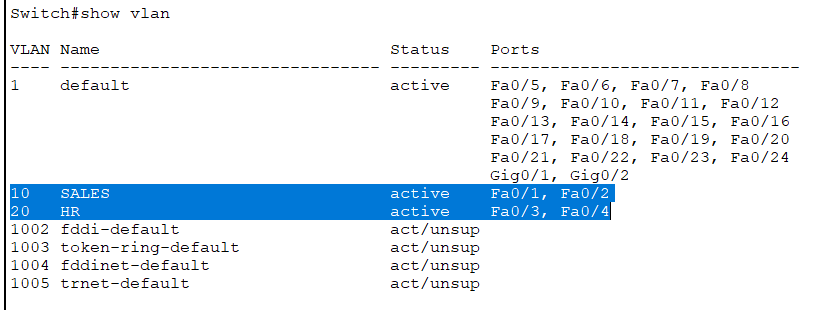 Switch#show vlan
VLAN Name                             Status    Ports
---- -------------------------------- --------- -------------------------------
1    default                          active    Fa0/5, Fa0/6, Fa0/7, Fa0/8
                                                Fa0/9, Fa0/10, Fa0/11, Fa0/12
                                                Fa0/13, Fa0/14, Fa0/15, Fa0/16
                                                Fa0/17, Fa0/18, Fa0/19, Fa0/20
                                                Fa0/21, Fa0/22, Fa0/23, Fa0/24
                                                Gig0/1, Gig0/2
10   SALES                            active    Fa0/1, Fa0/2
20   HR                               active    Fa0/3, Fa0/4
1002 fddi-default                     act/unsup
1003 token-ring-default               act/unsup
1004 fddinet-default                  act/unsup
1005 trnet-default                    act/unsup